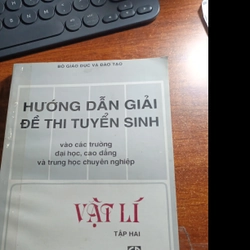 BỘ GIÁO DỤC VÀ ĐÀO TẠO
HƯỚNG DẪN GIẢI
ĐỀ THI TUYỂN SINH
vào các trường
đại học, cao đẳng
và trung học chuyên nghiệp
VẬT LÍ
TẬP HAI